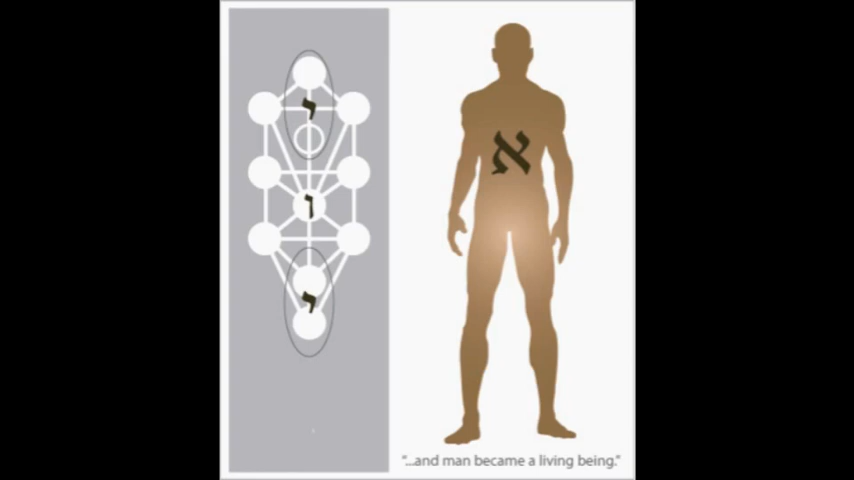 י
ו
י
א
“...and man became a living being.”